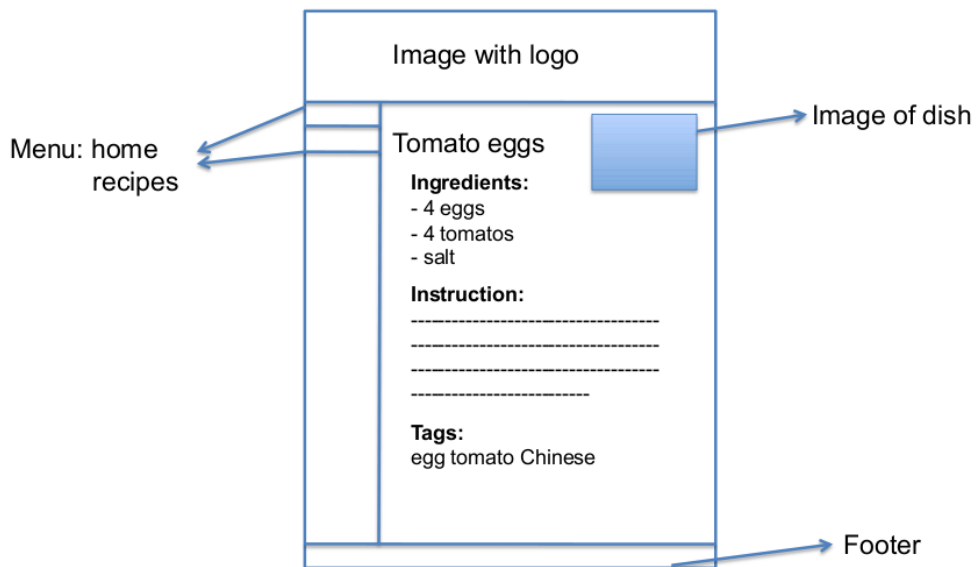 Image with logo
Image of dish
Menu: home
recipes
Tomato eggs
Ingredients:
- 4 eggs
- 4 tomatos
- salt
Instruction:
-------------------------------------
-------------------------------------
-------------------------------------
--------------------------
Tags:
egg tomato Chinese
Footer